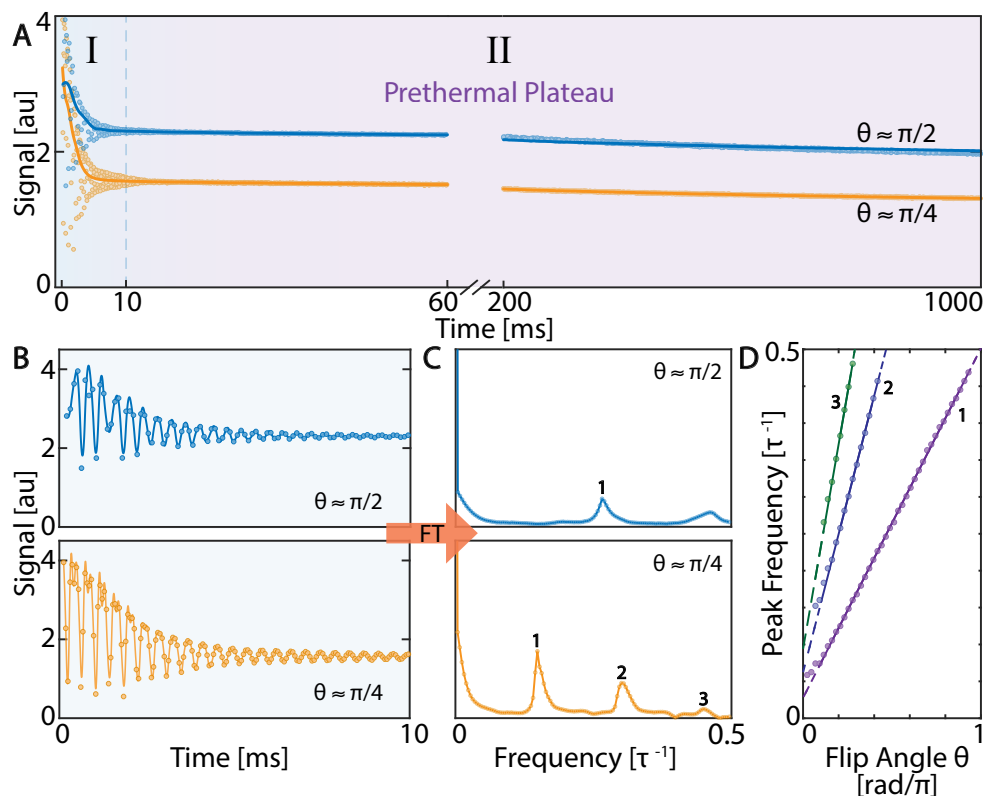 A
4
I
II
Prethermal Plateau
Signal [au]
2
θ ≈ π/2
θ ≈ π/4
0
0
10
60
200
1000
Time [ms]
B
4
2
0
θ ≈ π/2
Signal [au]
4
2
0
θ ≈ π/4
0
10
Time [ms]
FT
C
θ ≈ π/2
1
θ ≈ π/4
1
2
3
0
0.5
Frequency [τ⁻¹]
D
0.5
3
2
1
Peak Frequency [τ⁻¹]
0
0
1
Flip Angle θ
[rad/π]